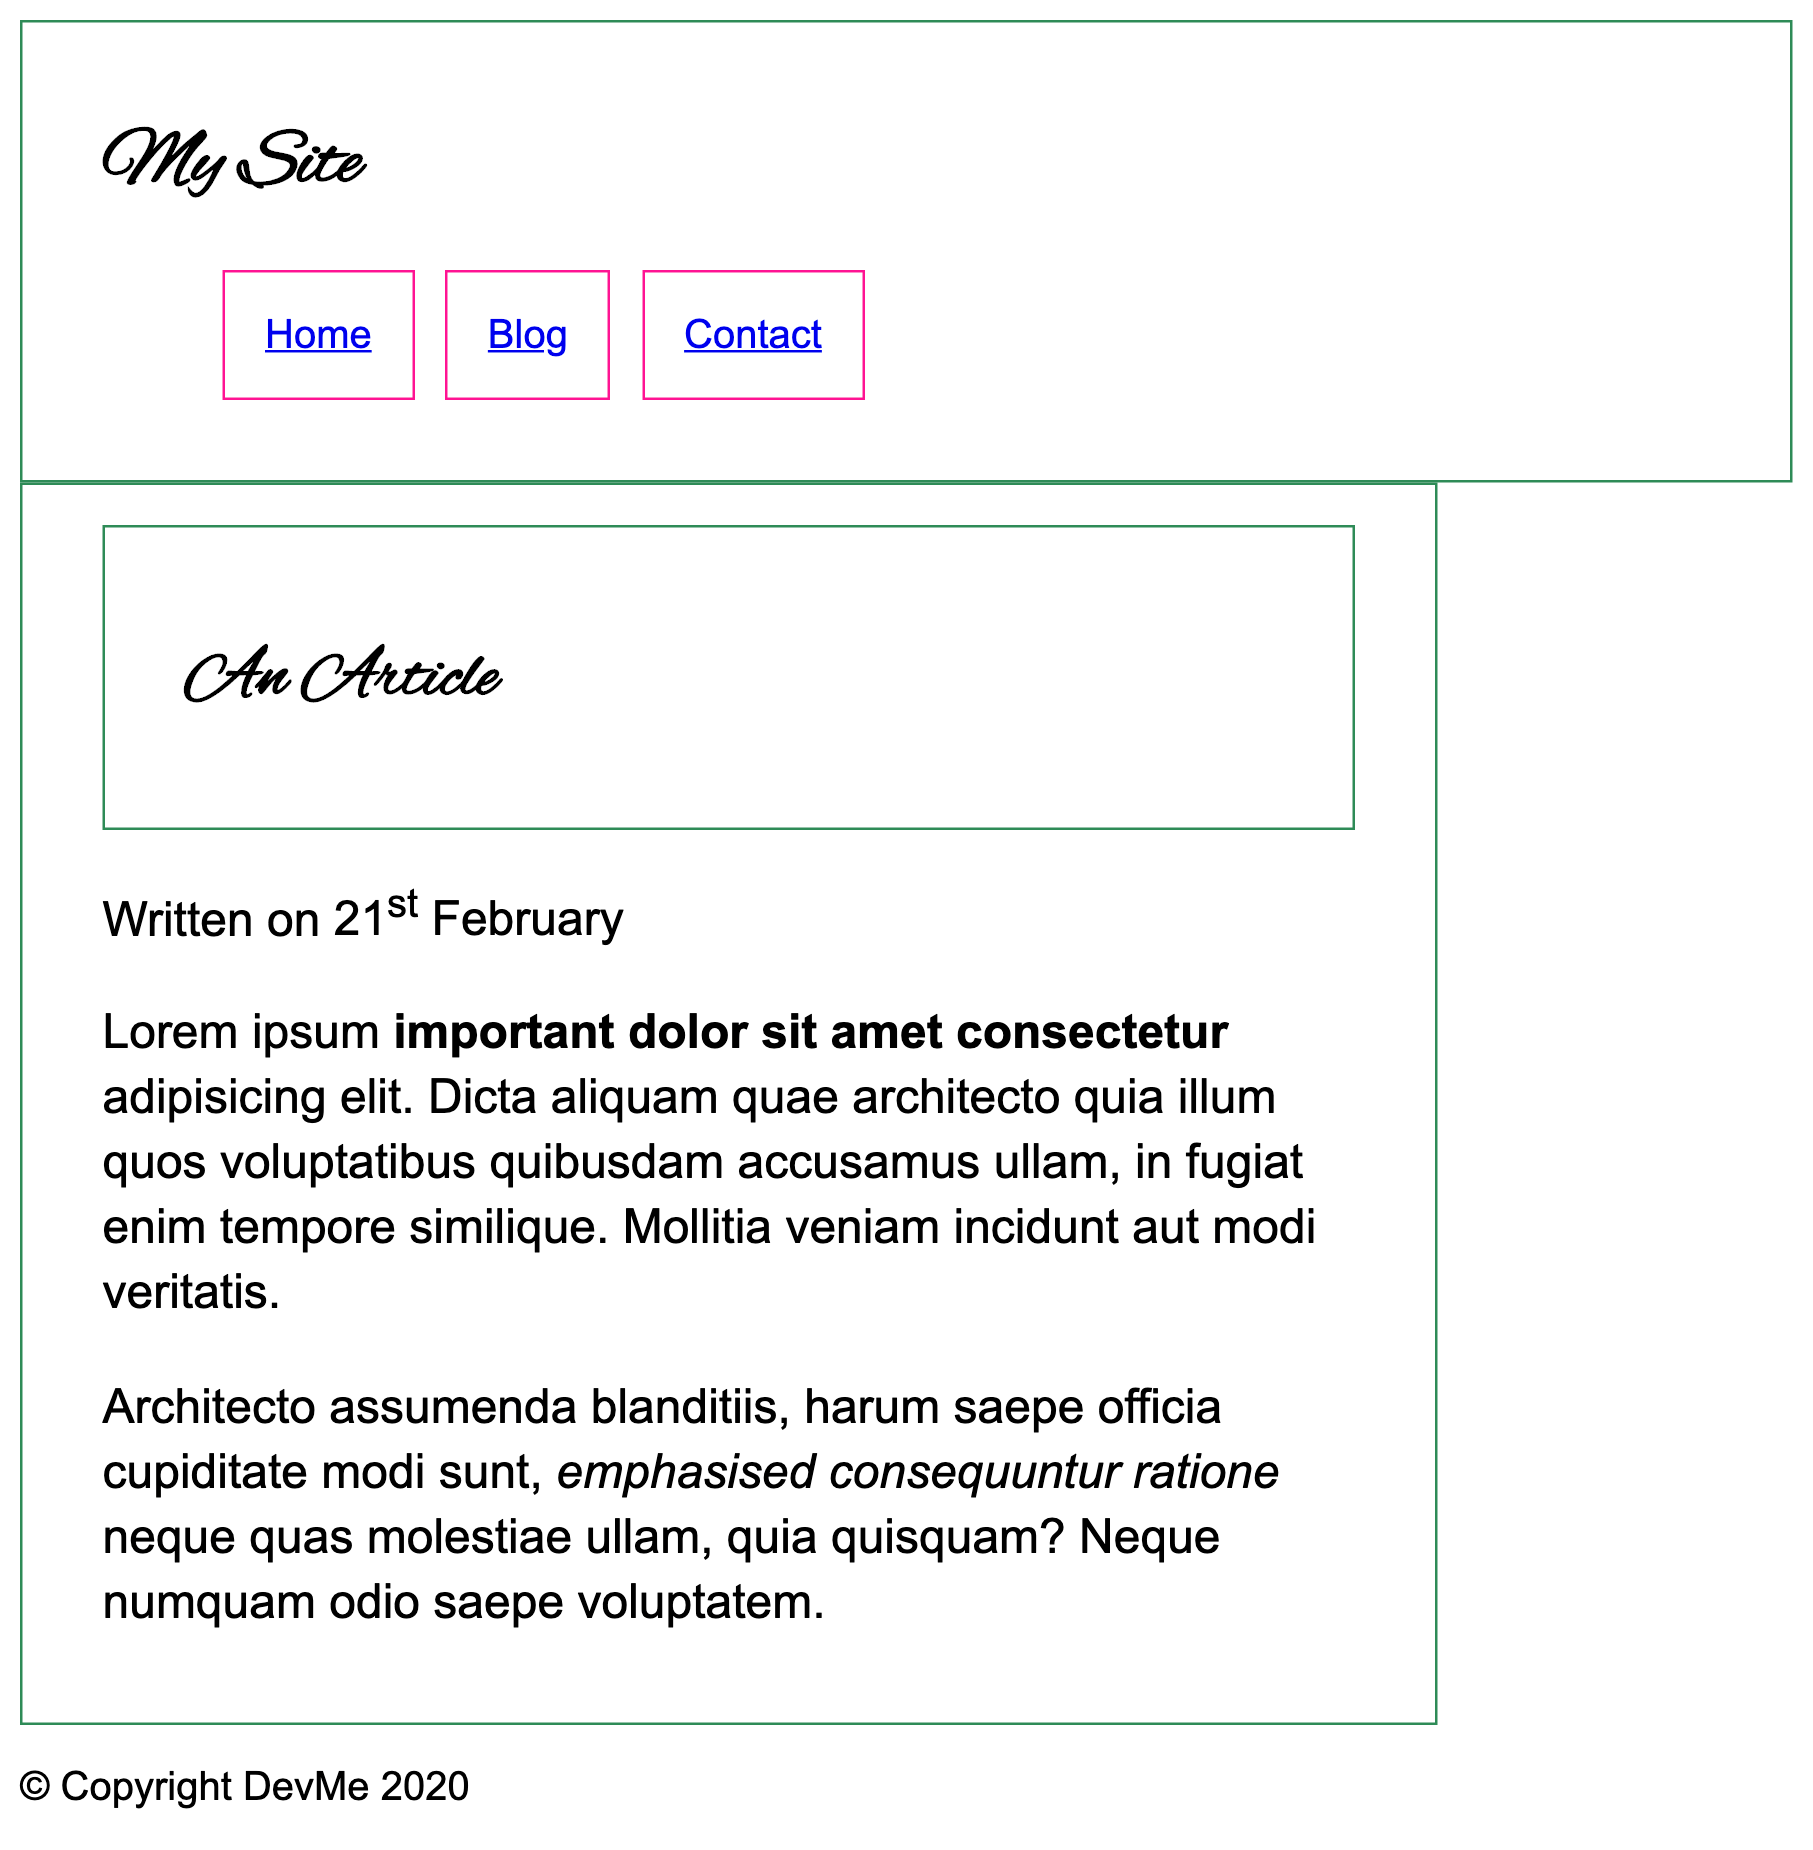 My Site
Home Blog Contact
An Article
Written on 21st February
Lorem ipsum important dolor sit amet consectetur
adipisicing elit. Dicta aliquam quae architecto quia illum
quos voluptatibus quibusdam accusamus ullam, in fugiat
enim tempore similique. Mollitia veniam incidunt aut modi
veritatis.
Architecto assumenda blanditiis, harum saepe officia
cupiditate modi sunt, emphasised consequuntur ratione
neque quas molestiae ullam, quia quisquam? Neque
numquam odio saepe voluptatem.
© Copyright DevMe 2020